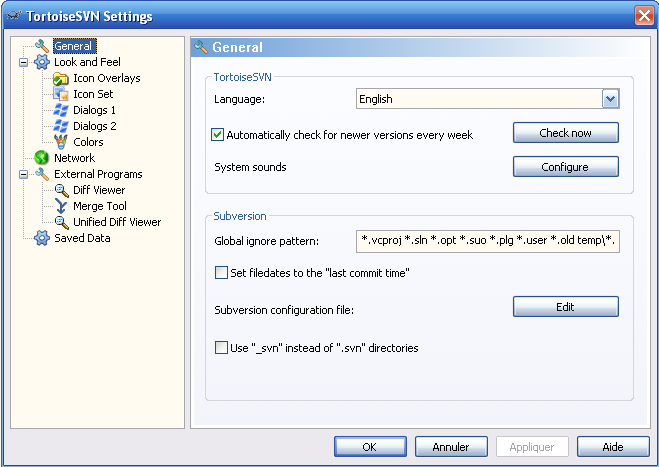 TortoiseSVN Settings
General
Look and Feel
Icon Overlays
Icon Set
Dialogs 1
Dialogs 2
Colors
Network
External Programs
Diff Viewer
Merge Tool
Unified Diff Viewer
Saved Data
General
TortoiseSVN
Language: English
Automatically check for newer versions every week Check now
System sounds Configure
Subversion
Global ignore pattern: *.vcproj *.sln *.opt *.suo *.plg *.user *.old temp\*.
Set filedates to the "last commit time"
Subversion configuration file: Edit
Use "_svn" instead of ".svn" directories
OK Annuler Appliquer Aide